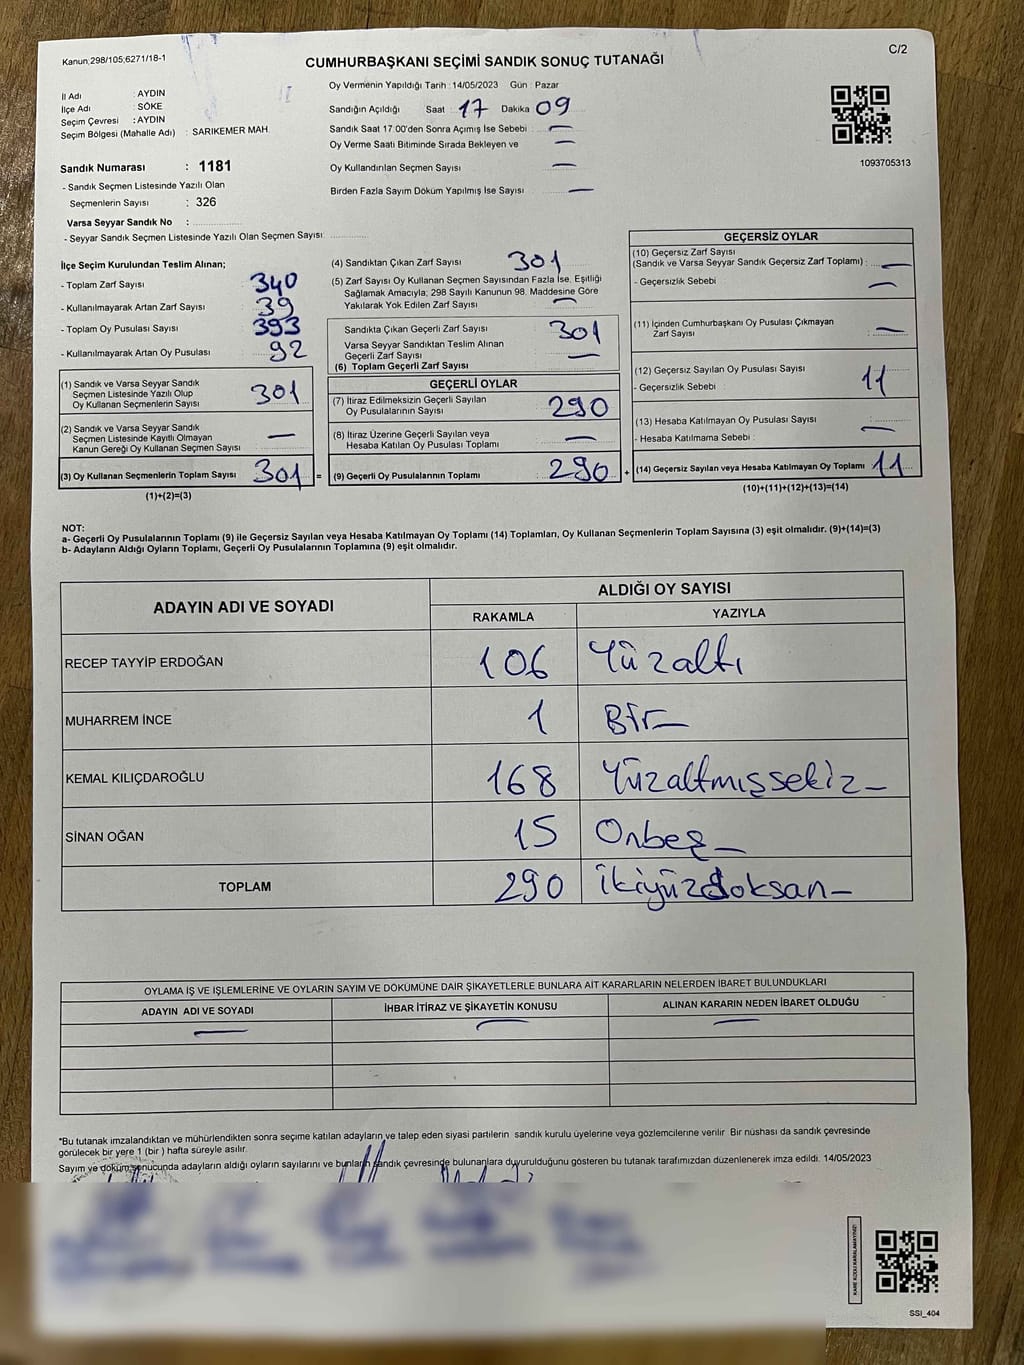 Kanun;298/105;6271/18-1
C/2
CUMHURBAŞKANI SEÇİMİ SANDIK SONUÇ TUTANAĞI
İl Adı : AYDIN
İlçe Adı : SÖKE
Seçim Çevresi : AYDIN
Seçim Bölgesi (Mahalle Adı) : SARIKEMER MAH.
Sandık Numarası : 1181
- Sandık Seçmen Listesinde Yazılı Olan
Seçmenlerin Sayısı : 326
Varsa Seyyar Sandık No :
- Seyyar Sandık Seçmen Listesinde Yazılı Olan Seçmen Sayısı:
Oy Vermenin Yapıldığı Tarih : 14/05/2023 Gün : Pazar
Sandığın Açıldığı Saat 17 Dakika 09
Sandık Saat 17.00'den Sonra Açımış İse Sebebi : —
Oy Verme Saati Bitiminde Sırada Bekleyen ve —
Oy Kullandırılan Seçmen Sayısı —
Birden Fazla Sayım Döküm Yapılmış İse Sayısı —
1093705313
İlçe Seçim Kurulundan Teslim Alınan;
- Toplam Zarf Sayısı 340
- Kullanılmayarak Artan Zarf Sayısı 39
- Toplam Oy Pusulası Sayısı 393
- Kullanılmayarak Artan Oy Pusulası 92
(1) Sandık ve Varsa Seyyar Sandık
Seçmen Listesinde Yazılı Olup
Oy Kullanan Seçmenlerin Sayısı 301
(2) Sandık ve Varsa Seyyar Sandık
Seçmen Listesinde Kayıtlı Olmayan
Kanun Gereği Oy Kullanan Seçmen Sayısı —
(3) Oy Kullanan Seçmenlerin Toplam Sayısı 301 =
(1)+(2)=(3)
(4) Sandıktan Çıkan Zarf Sayısı 301
(5) Zarf Sayısı Oy Kullanan Seçmen Sayısından Fazla İse, Eşitliği
Sağlamak Amacıyla; 298 Sayılı Kanunun 98. Maddesine Göre
Yakılarak Yok Edilen Zarf Sayısı —
Sandıkta Çıkan Geçerli Zarf Sayısı 301
Varsa Seyyar Sandıktan Teslim Alınan
Geçerli Zarf Sayısı —
(6) Toplam Geçerli Zarf Sayısı
GEÇERLİ OYLAR
(7) İtiraz Edilmeksizin Geçerli Sayılan
Oy Pusulalarının Sayısı 290
(8) İtiraz Üzerine Geçerli Sayılan veya
Hesaba Katılan Oy Pusulası Toplamı —
(9) Geçerli Oy Pusulalarının Toplamı 290 +
GEÇERSİZ OYLAR
(10) Geçersiz Zarf Sayısı
(Sandık ve Varsa Seyyar Sandık Geçersiz Zarf Toplamı) : —
- Geçersizlik Sebebi —
(11) İçinden Cumhurbaşkanı Oy Pusulası Çıkmayan
Zarf Sayısı —
(12) Geçersiz Sayılan Oy Pusulası Sayısı
- Geçersizlik Sebebi : 11
(13) Hesaba Katılmayan Oy Pusulası Sayısı :
- Hesaba Katılmama Sebebi : —
(14) Geçersiz Sayılan veya Hesaba Katılmayan Oy Toplamı 11
(10)+(11)+(12)+(13)=(14)
NOT:
a- Geçerli Oy Pusulalarının Toplamı (9) ile Geçersiz Sayılan veya Hesaba Katılmayan Oy Toplamı (14) Toplamları, Oy Kullanan Seçmenlerin Toplam Sayısına (3) eşit olmalıdır. (9)+(14)=(3)
b- Adayların Aldığı Oyların Toplamı, Geçerli Oy Pusulalarının Toplamına (9) eşit olmalıdır.
ADAYIN ADI VE SOYADI
ALDIĞI OY SAYISI
RAKAMLA YAZIYLA
RECEP TAYYİP ERDOĞAN 106 Yüzaltı
MUHARREM İNCE 1 Bir—
KEMAL KILIÇDAROĞLU 168 Yüzaltmışsekiz—
SİNAN OĞAN 15 Onbeş—
TOPLAM 290 ikiyüzdoksan—
OYLAMA İŞ VE İŞLEMLERİNE VE OYLARIN SAYIM VE DÖKÜMÜNE DAİR ŞİKAYETLERLE BUNLARA AİT KARARLARIN NELERDEN İBARET BULUNDUKLARI
ADAYIN ADI VE SOYADI İHBAR İTİRAZ VE ŞİKAYETİN KONUSU ALINAN KARARIN NEDEN İBARET OLDUĞU
— — —
*Bu tutanak imzalandıktan ve mühürlendikten sonra seçime katılan adayların ve talep eden siyasi partilerin sandık kurulu üyelerine veya gözlemcilerine verilir. Bir nüshası da sandık çevresinde
görülecek bir yere 1 (bir ) hafta süreyle asılır.
Sayım ve döküm sonucunda adayların aldığı oyların sayılarını ve bunların sandık çevresinde bulunanlara duyurulduğunu gösteren bu tutanak tarafımızdan düzenlenerek imza edildi. 14/05/2023
KARE KODU KARALAMAYINIZ!
SSI_404